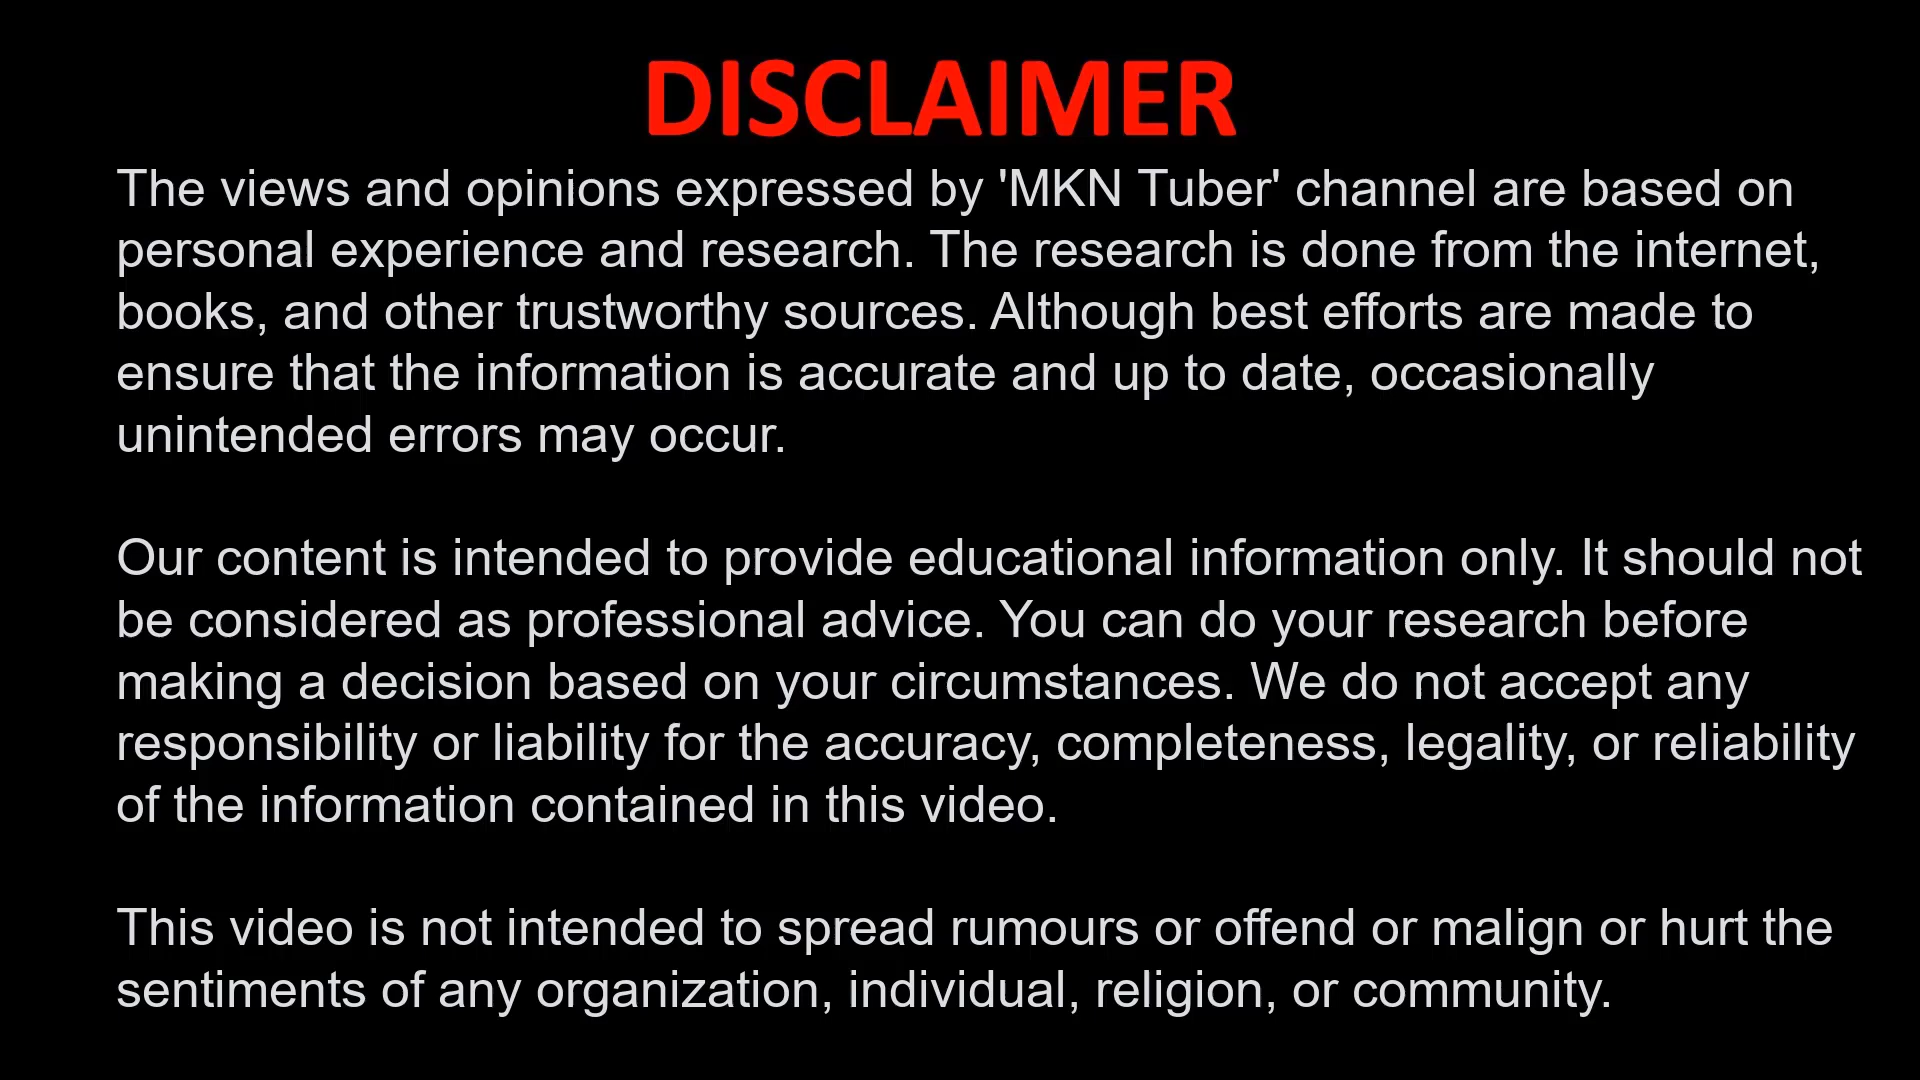 DISCLAIMER
The views and opinions expressed by 'MKN Tuber' channel are based on
personal experience and research. The research is done from the internet,
books, and other trustworthy sources. Although best efforts are made to
ensure that the information is accurate and up to date, occasionally
unintended errors may occur.
Our content is intended to provide educational information only. It should not
be considered as professional advice. You can do your research before
making a decision based on your circumstances. We do not accept any
responsibility or liability for the accuracy, completeness, legality, or reliability
of the information contained in this video.
This video is not intended to spread rumours or offend or malign or hurt the
sentiments of any organization, individual, religion, or community.